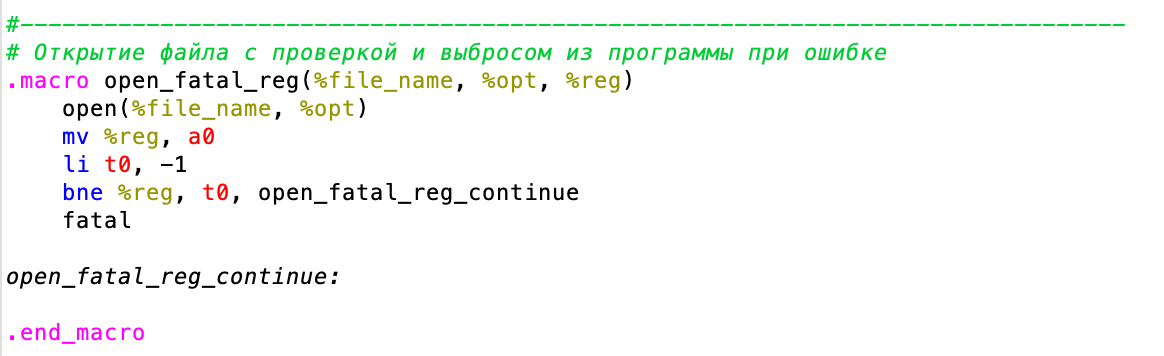 #-------------------------------------------------------------------------------
# Открытие файла с проверкой и выбросом из программы при ошибке
.macro open_fatal_reg(%file_name, %opt, %reg)
    open(%file_name, %opt)
    mv %reg, a0
    li t0, -1
    bne %reg, t0, open_fatal_reg_continue
    fatal
open_fatal_reg_continue:
.end_macro